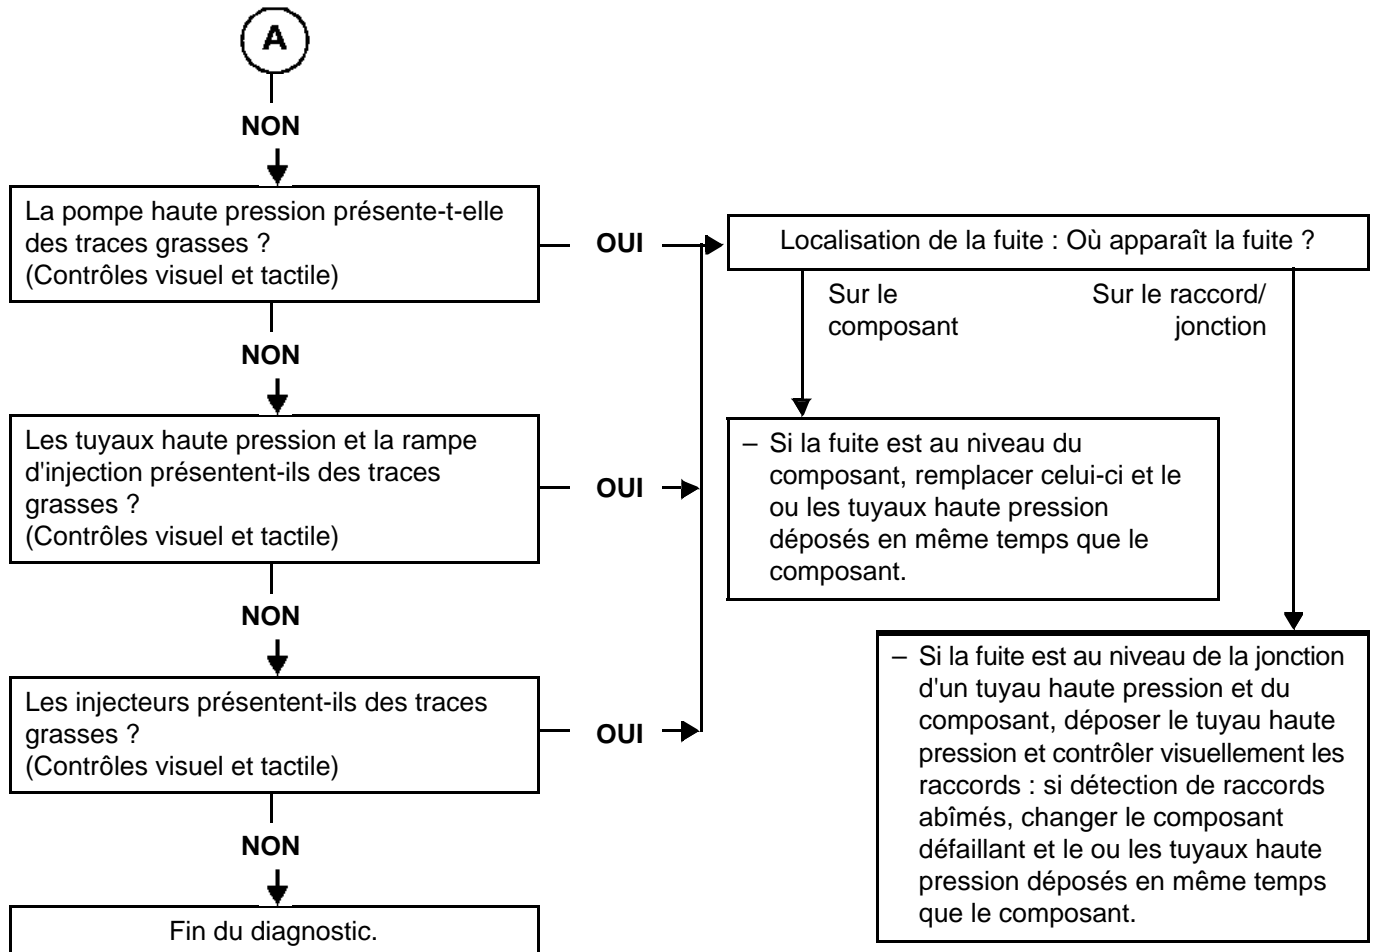 A
NON
La pompe haute pression présente-t-elle
des traces grasses ?
(Contrôles visuel et tactile)
OUI
Localisation de la fuite : Où apparaît la fuite ?
Sur le
composant
Sur le raccord/
jonction
NON
Les tuyaux haute pression et la rampe
d'injection présentent-ils des traces
grasses ?
(Contrôles visuel et tactile)
OUI
– Si la fuite est au niveau du
composant, remplacer celui-ci et le
ou les tuyaux haute pression
déposés en même temps que le
composant.
NON
Les injecteurs présentent-ils des traces
grasses ?
(Contrôles visuel et tactile)
OUI
– Si la fuite est au niveau de la jonction
d'un tuyau haute pression et du
composant, déposer le tuyau haute
pression et contrôler visuellement les
raccords : si détection de raccords
abîmés, changer le composant
défaillant et le ou les tuyaux haute
pression déposés en même temps
que le composant.
NON
Fin du diagnostic.